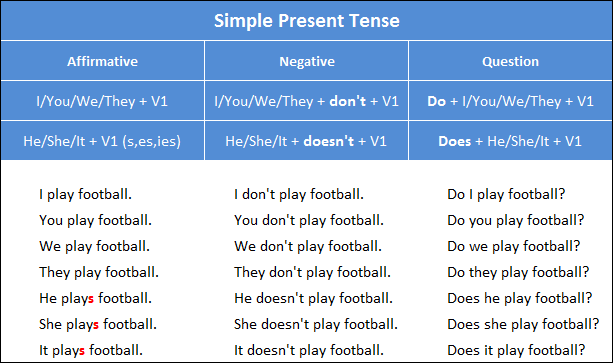 Simple Present Tense
Affirmative Negative Question
I/You/We/They + V1 I/You/We/They + don't + V1 Do + I/You/We/They + V1
He/She/It + V1 (s,es,ies) He/She/It + doesn't + V1 Does + He/She/It + V1
I play football. I don't play football. Do I play football?
You play football. You don't play football. Do you play football?
We play football. We don't play football. Do we play football?
They play football. They don't play football. Do they play football?
He plays football. He doesn't play football. Does he play football?
She plays football. She doesn't play football. Does she play football?
It plays football. It doesn't play football. Does it play football?